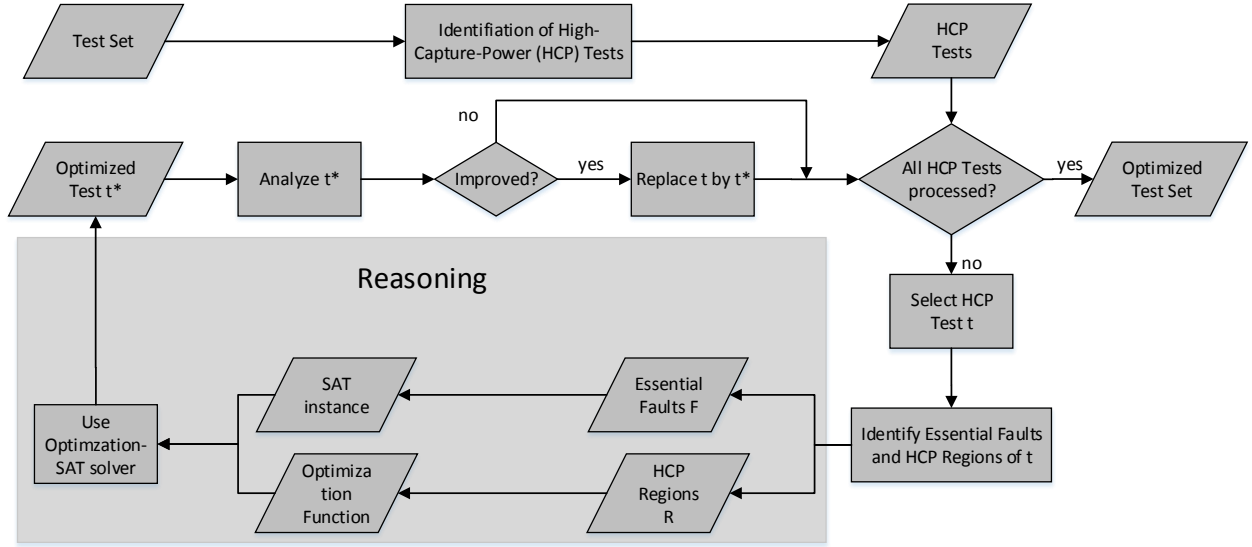 Test Set
Identifiation of High-
Capture-Power (HCP) Tests
HCP
Tests
no
Optimized
Test t*
Analyze t*
Improved?
yes
Replace t by t*
All HCP Tests
processed?
yes
Optimized
Test Set
no
Select HCP
Test t
Reasoning
SAT
instance
Essential
Faults F
Use
Optimzation-
SAT solver
Identify Essential Faults
and HCP Regions of t
Optimiza
tion
Function
HCP
Regions
R